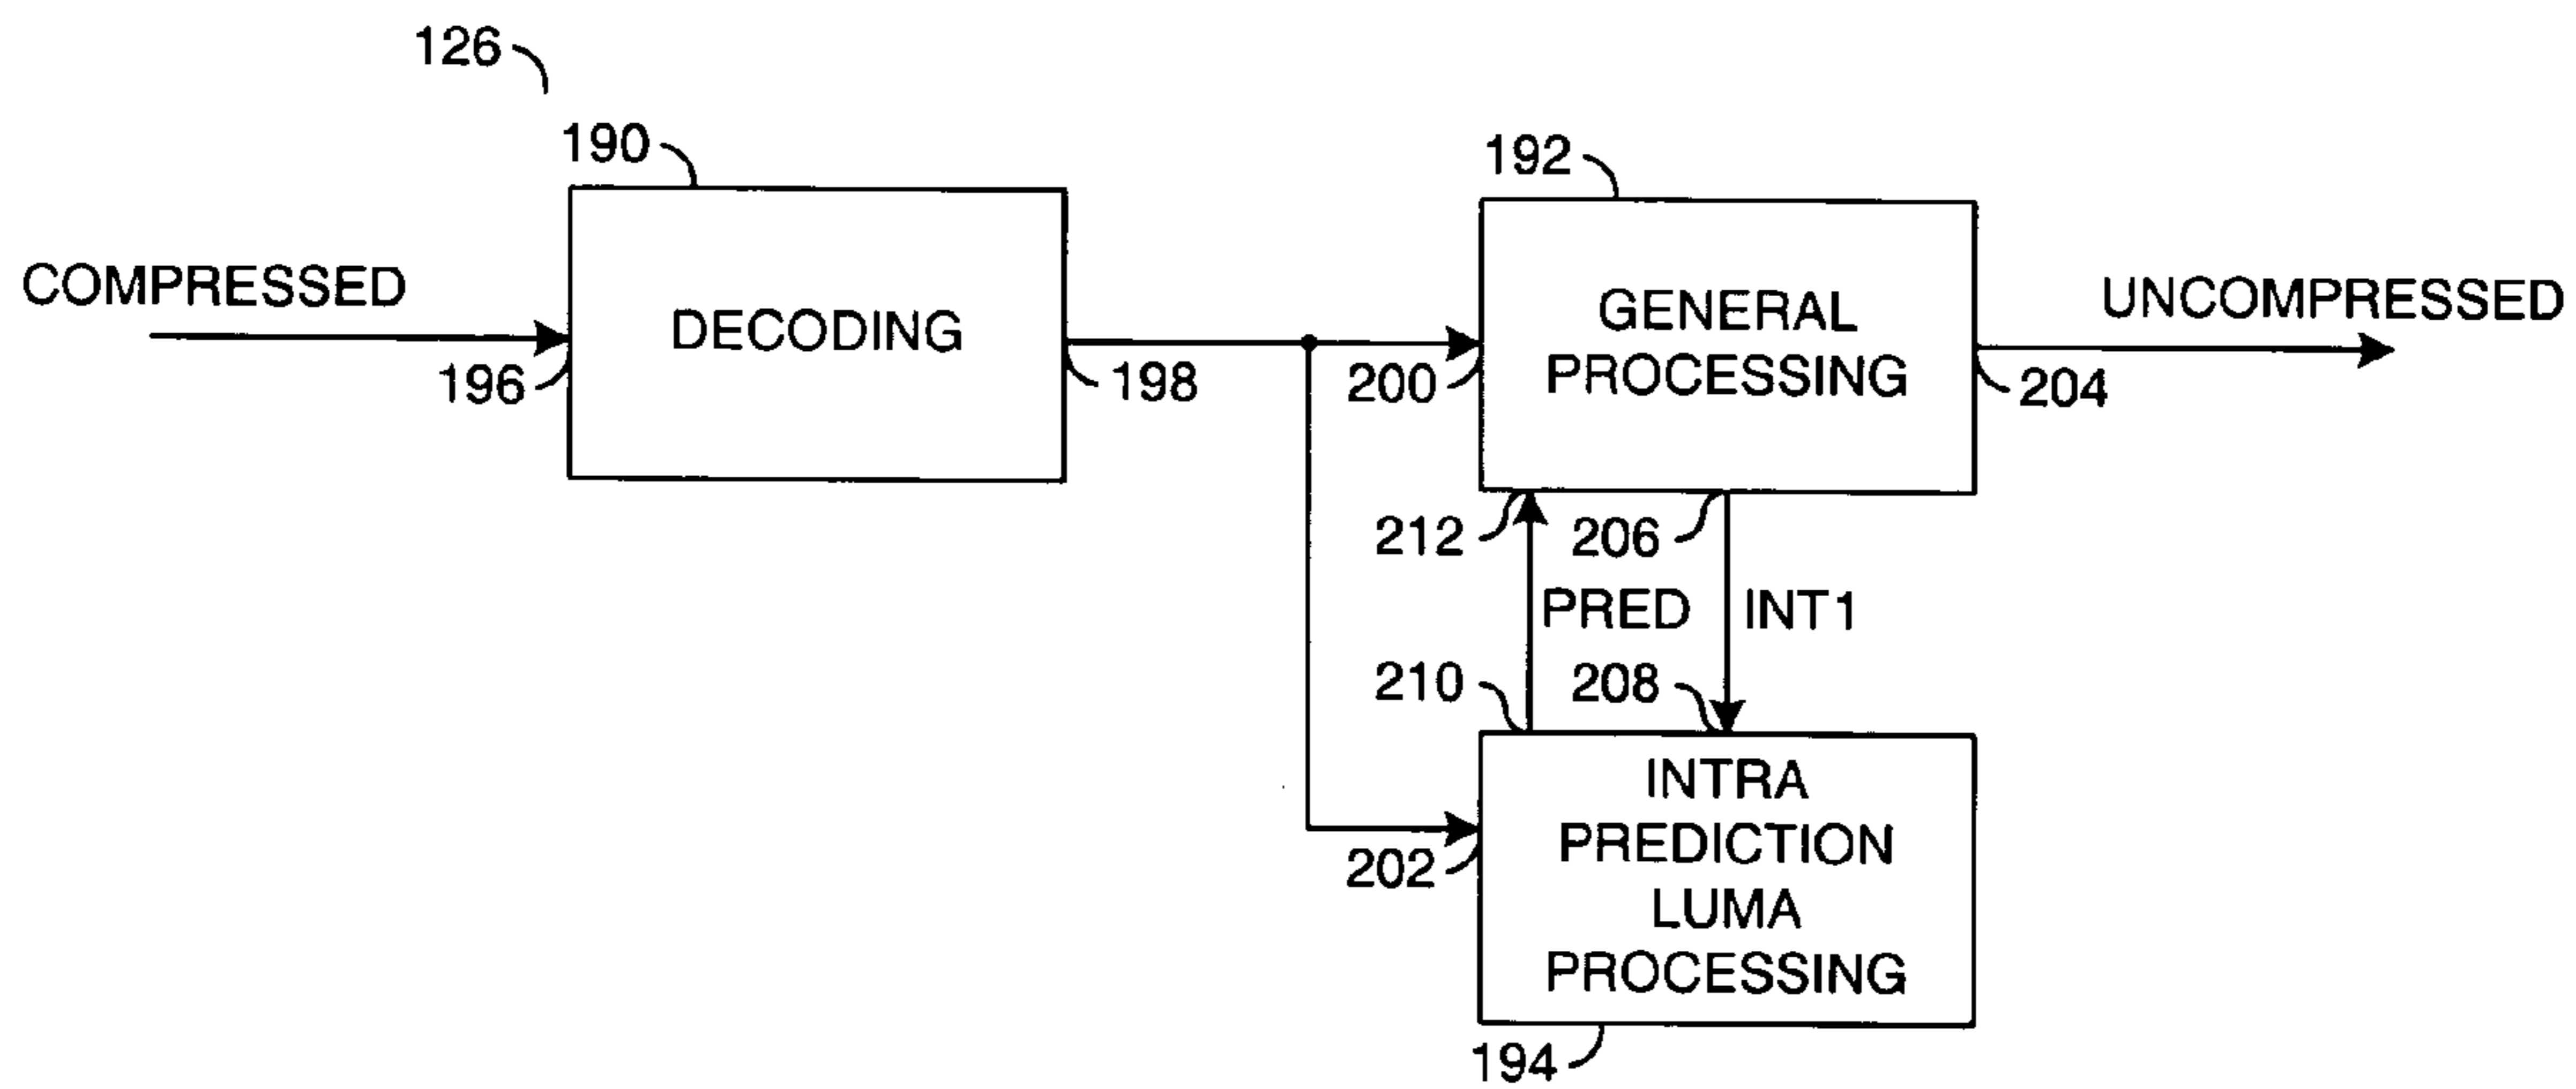 126
190
192
COMPRESSED
DECODING
GENERAL
PROCESSING
UNCOMPRESSED
196
198
200
204
212
206
PRED
INT1
210
208
INTRA
PREDICTION
LUMA
PROCESSING
202
194